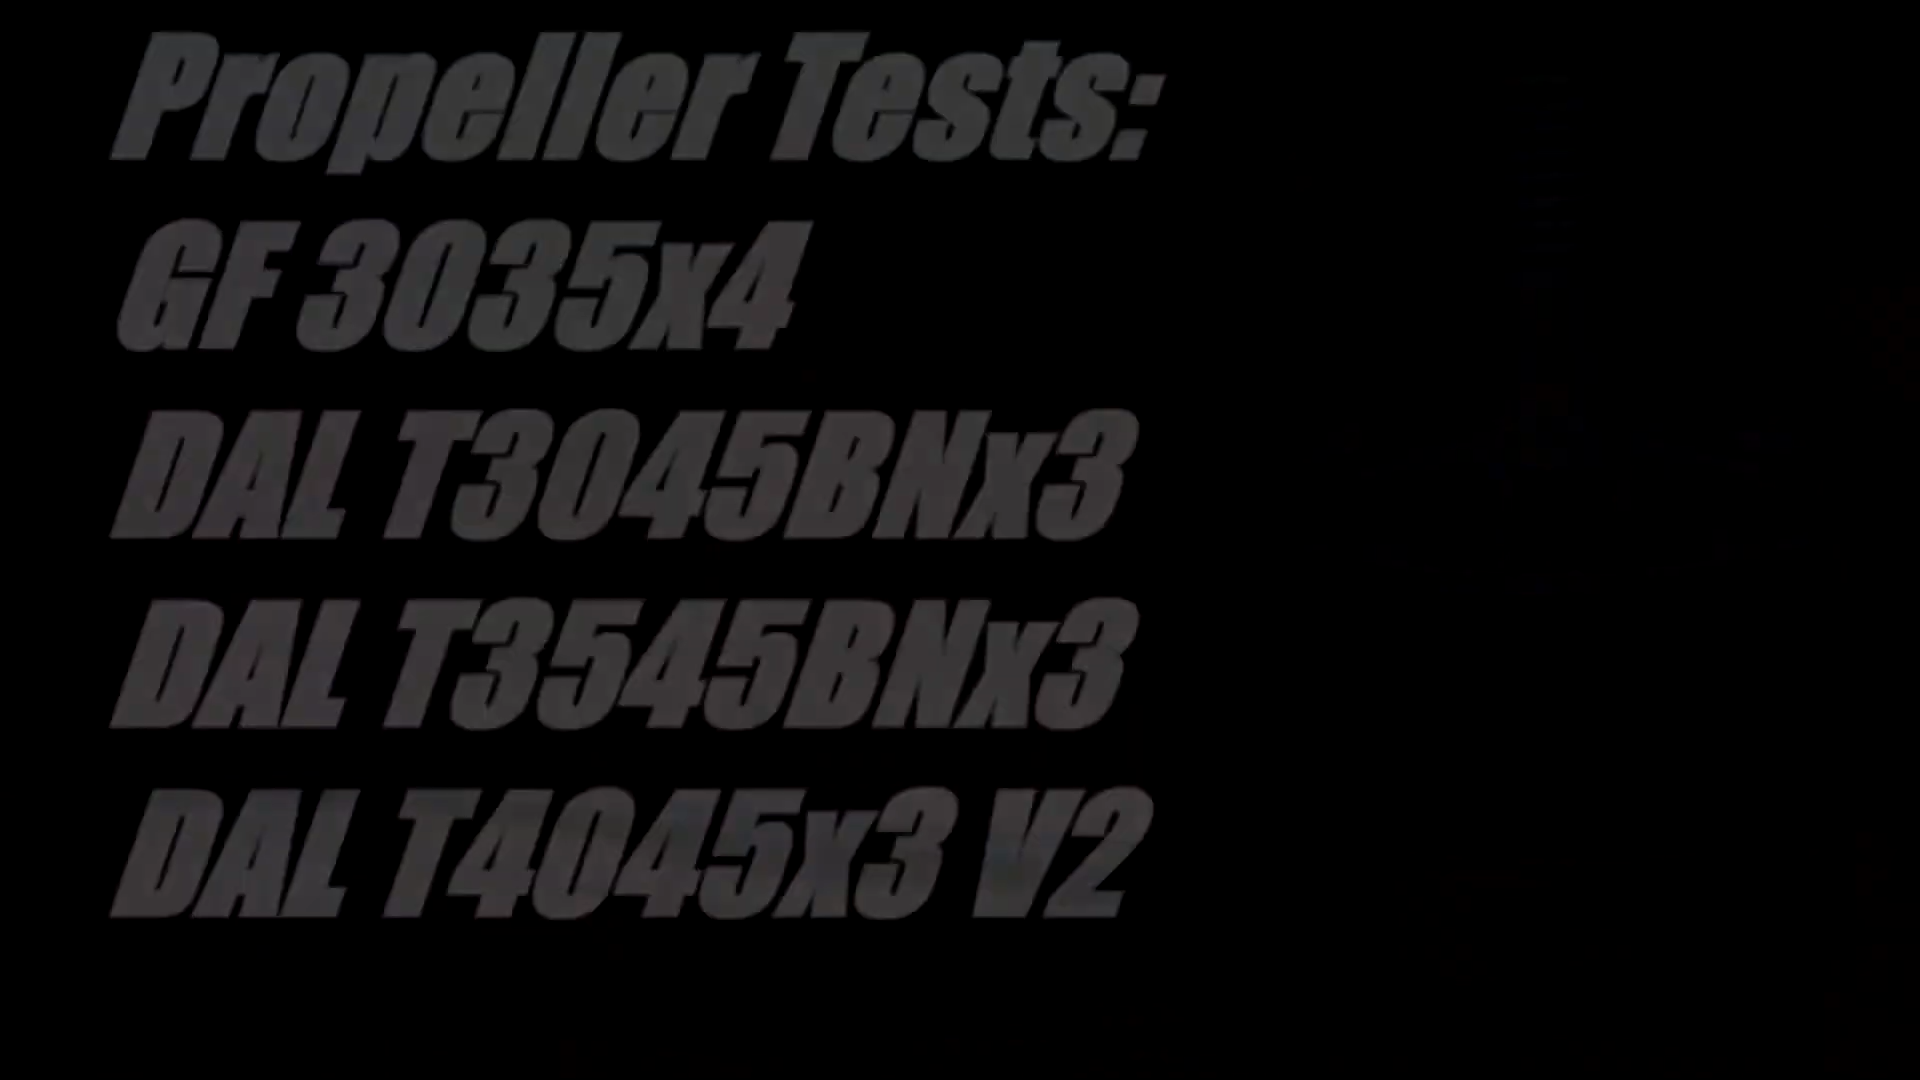 Propeller Tests:
GF 3035x4
DAL T3045BNx3
DAL T3545BNx3
DAL T4045x3 V2